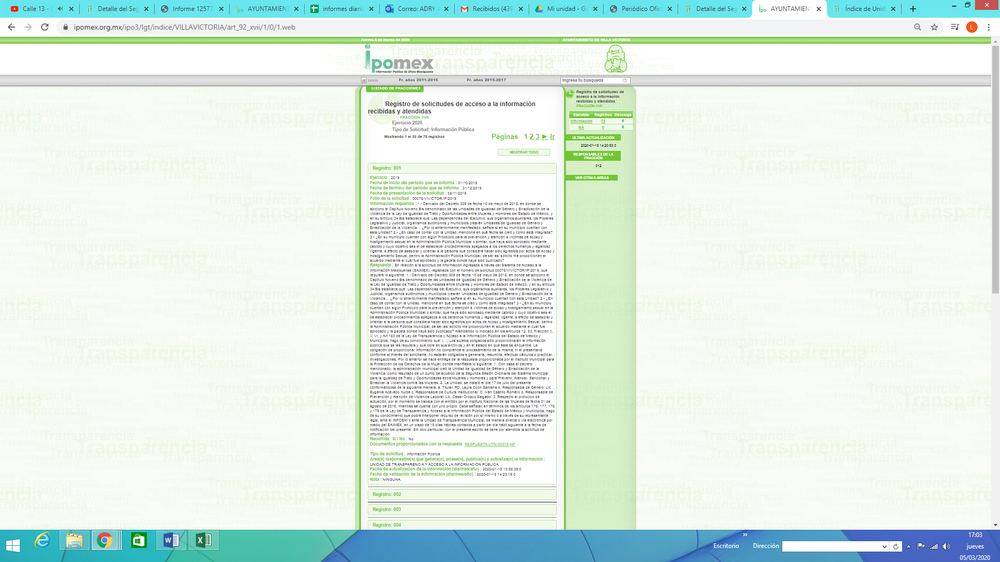 Calle 13 - L
Detalle del Seg
Informe 12577
AYUNTAMIENT
informes diario
Correo: ADRY A
Recibidos (439
Mi unidad - Go
Periódico Ofici
Detalle del Seg
AYUNTAMIENT
Índice de Unid
ipomex.org.mx/ipo3/lgt/indice/VILLAVICTORIA/art_92_xvii/1/0/1.web
L
Jueves 5 de marzo de 2020
AYUNTAMIENTO DE VILLA VICTORIA
ipomex
Información Pública de Oficio Mexiquense
Inicio
Fr. años 2011-2015
Fr. años 2015-2017
Ingresa tu búsqueda
LISTADO DE FRACCIONES
Registro de solicitudes de acceso a la información
recibidas y atendidas
FRACCIÓN XVII
Ejercicio 2020
Tipo de Solicitud: Información Pública
Mostrando 1 al 30 de 78 registros
Páginas 1 2 3 ► Ir
MOSTRAR TODO
Registro: 001
Ejercicio : 2019
Fecha de inicio del periodo que se informa : 01/10/2019
Fecha de término del periodo que se informa : 31/12/2019
Fecha de presentación de la solicitud : 08/11/2019
Folio de la solicitud : 00078/VIVICTOR/IP/2019
Información requerida : 1.- Derivado del Decreto 309 de fecha 10 de mayo de 2018, en donde se
adiciono el Capítulo Noveno Bis denominado de las Unidades de Igualdad de Género y Erradicación de la
Violencia de la Ley de Igualdad de Trato y Oportunidades entre Mujeres y Hombres del Estado de México, y
en su artículo 34 Bis establece que: Las dependencias del Ejecutivo, sus organismos auxiliares, los Poderes
Legislativo y Judicial, organismos autónomos y municipios crearán Unidades de Igualdad de Género y
Erradicación de la Violencia... ¿Por lo anteriormente manifestado, señale si en su municipio cuentan con
esta Unidad? 2.- ¿En caso de contar con la Unidad, mencione en qué fecha se creó y como está integrada?
3.- ¿En su municipio cuentan con algún Protocolo para la prevención y atención a víctimas de acoso y
hostigamiento sexual en la Administración Pública Municipal o similar, que haya sido aprobado mediante
cabildo y cuyo objetivo sea el de establecer procedimientos apegados a los derechos humanos y legalidad
vigente, a efecto de asesorar y orientar a la persona que considera haber sido agredida por actos de Acoso y
Hostigamiento Sexual, dentro la Administración Pública Municipal, de ser así solicito me proporcionen el
acuerdo mediante el cual fue aprobado y la gaceta donde haya sido publicado?
Respuesta : En relación a la solicitud de información ingresada a través del Sistema de Acceso a la
Información Mexiquense (SAIMEX), registrada con el número de solicitud 00078/VIVICTOR/IP/2019, que
requiere lo siguiente: 1.- Derivado del Decreto 309 de fecha 10 de mayo de 2018, en donde se adiciono el
Capítulo Noveno Bis denominado de las Unidades de Igualdad de Género y Erradicación de la Violencia de
la Ley de Igualdad de Trato y Oportunidades entre Mujeres y Hombres del Estado de México, y en su artículo
34 Bis establece que: Las dependencias del Ejecutivo, sus organismos auxiliares, los Poderes Legislativo y
Judicial, organismos autónomos y municipios crearán Unidades de Igualdad de Género y Erradicación de la
Violencia... ¿Por lo anteriormente manifestado, señale si en su municipio cuentan con esta Unidad? 2.- ¿En
caso de contar con la Unidad, mencione en qué fecha se creó y como está integrada? 3.- ¿En su municipio
cuentan con algún Protocolo para la prevención y atención a víctimas de acoso y hostigamiento sexual en la
Administración Pública Municipal o similar, que haya sido aprobado mediante cabildo y cuyo objetivo sea el
de establecer procedimientos apegados a los derechos humanos y legalidad vigente, a efecto de asesorar y
orientar a la persona que considera haber sido agredida por actos de Acoso y Hostigamiento Sexual, dentro
la Administración Pública Municipal, de ser así solicito me proporcionen el acuerdo mediante el cual fue
aprobado y la gaceta donde haya sido publicado? Atendiendo lo indicado en los artículos 12, 53, Fracción II,
V, VI, y Art 163 de la Ley de Transparencia y Acceso a la Información Pública del Estado de México y
Municipios, hago de su conocimiento que: (...) Los sujetos obligados sólo proporcionarán la información
pública que se les requiera y que obre en sus archivos y en el estado en que ésta se encuentre. La
obligación de proporcionar información no comprende el procesamiento de la misma, ni el presentarla
conforme al interés del solicitante; no estarán obligados a generarla, resumirla, efectuar cálculos o practicar
investigaciones. Por lo anterior se hace entrega de la respuesta proporcionada por el Instituto Municipal para
la Protección de los Derechos de la Mujer, donde manifiesta lo siguiente: 1. Con base al decreto
mencionado, la administración municipal creó la Unidad de Igualdad de Género y Erradicación de la
Violencia, como resultado de un punto de acuerdo de la Segunda Sesión Ordinaria del Sistema Municipal
para la Igualdad de Trato y Oportunidades entre Mujeres y Hombres y para Prevenir, Atender, Sancionar y
Erradicar la Violencia contra las Mujeres. 2. La Unidad, se instaló el día 17 de julio del presente
conformándose de la siguiente manera: a. Titular. PD. Laura Colín Santana b. Responsable de Género: Lic.
Eugenia Acevedo Iturbe c. Responsable de Cultura Institucional: C. Iván Castillo Romero d. Responsable de
Prevención y Atención de Violencia Laboral: Lic. Cesar Orozco Salgado. 3. Respecto al protocolo de
actuación, por el momento se trabaja con el emitido por el Instituto Nacional de las Mujeres de fecha 31 de
agosto de 2016, mientras se cuenta con uno propio. Cabe señalar, en términos de los artículos 176, 177, 178
y 179 de la Ley de Transparencia y Acceso a la Información Pública del Estado de México y Municipios, hago
de su conocimiento que podrá interponer recurso de revisión por sí mismo o a través de su representante
legal, ante el INFOEM o ante la Unidad de Transparencia Municipal, de manera directa o vía electrónica por
medio del SAIMEX, en un plazo de 15 días hábiles contados a partir del día hábil siguiente a la fecha de
notificación del presente. Sin otro particular, con el presente escrito se tiene por atendida la solicitud de
información.
Recurrida: Si / No : No
Documentos proporcionados con la respuesta: RESPUESTA UTAI-00078.pdf
Tipo de solicitud : Información Pública
Área(s) responsable(s) que genera(n), posee(n), publica(n) y actualiza(n) la información :
UNIDAD DE TRANSPARENCIA Y ACCESO A LA INFORMACIÓN PÚBLICA
Fecha de actualización de la información (dia/mes/año) : 2020-01-15 13:56:39.0
Fecha de validación de la información (dia/mes/año) : 2020-01-15 14:23:19.0
Nota : NINGUNA
Registro: 002
Registro: 003
Registro: 004
Registro de solicitudes de
acceso a la información
recibidas y atendidas
FRACCIÓN XVII
Ejercicio Registros Descarga
Información 78
NA 0
ULTIMA ACTUALIZACIÓN
2020-01-15 14:20:53.0
RESPONSABLES DE LA
FRACCIÓN
012
VER OTRAS AREAS
Escritorio
Dirección
17:03
jueves
05/03/2020